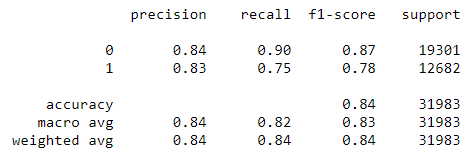 precision recall f1-score support
0 0.84 0.90 0.87 19301
1 0.83 0.75 0.78 12682
accuracy 0.84 31983
macro avg 0.84 0.82 0.83 31983
weighted avg 0.84 0.84 0.84 31983